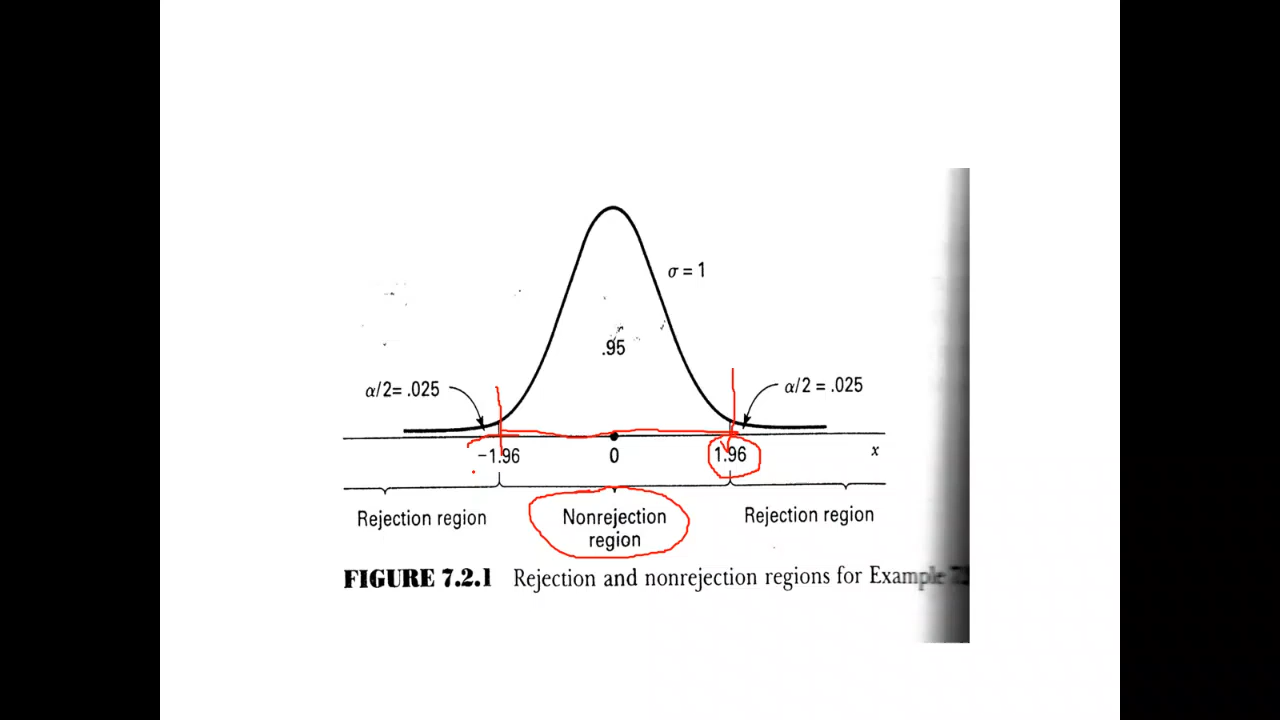 σ = 1
.95
α/2= .025
α/2 = .025
−1.96 0 1.96 x
Rejection region Nonrejection region Rejection region
FIGURE 7.2.1 Rejection and nonrejection regions for Example